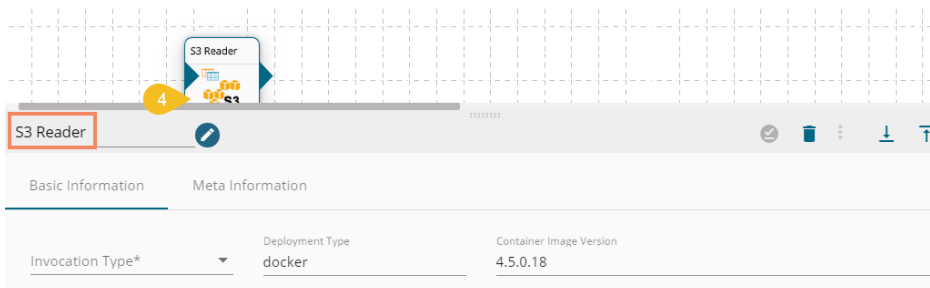 S3 Reader
S3
4
S3 Reader
Basic Information
Meta Information
Invocation Type*
Deployment Type
docker
Container Image Version
4.5.0.18